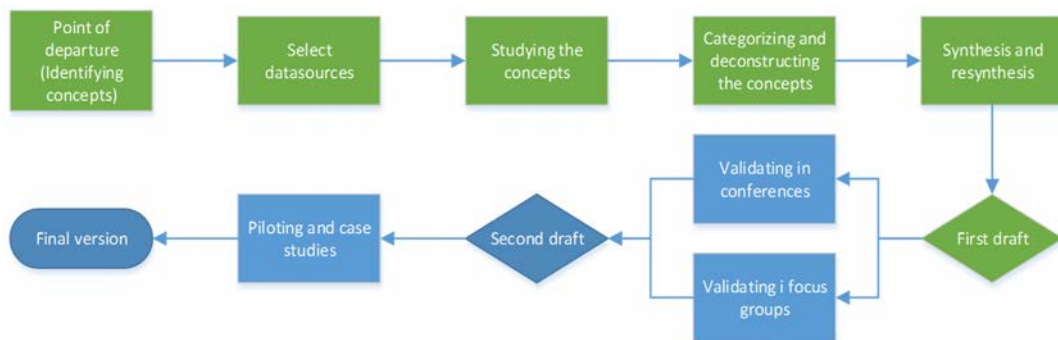 Point of
departure
(Identifying
concepts)
Select
datasources
Studying the
concepts
Categorizing and
deconstructing
the concepts
Synthesis and
resynthesis
First draft
Validating in
conferences
Validating i focus
groups
Second draft
Piloting and case
studies
Final version